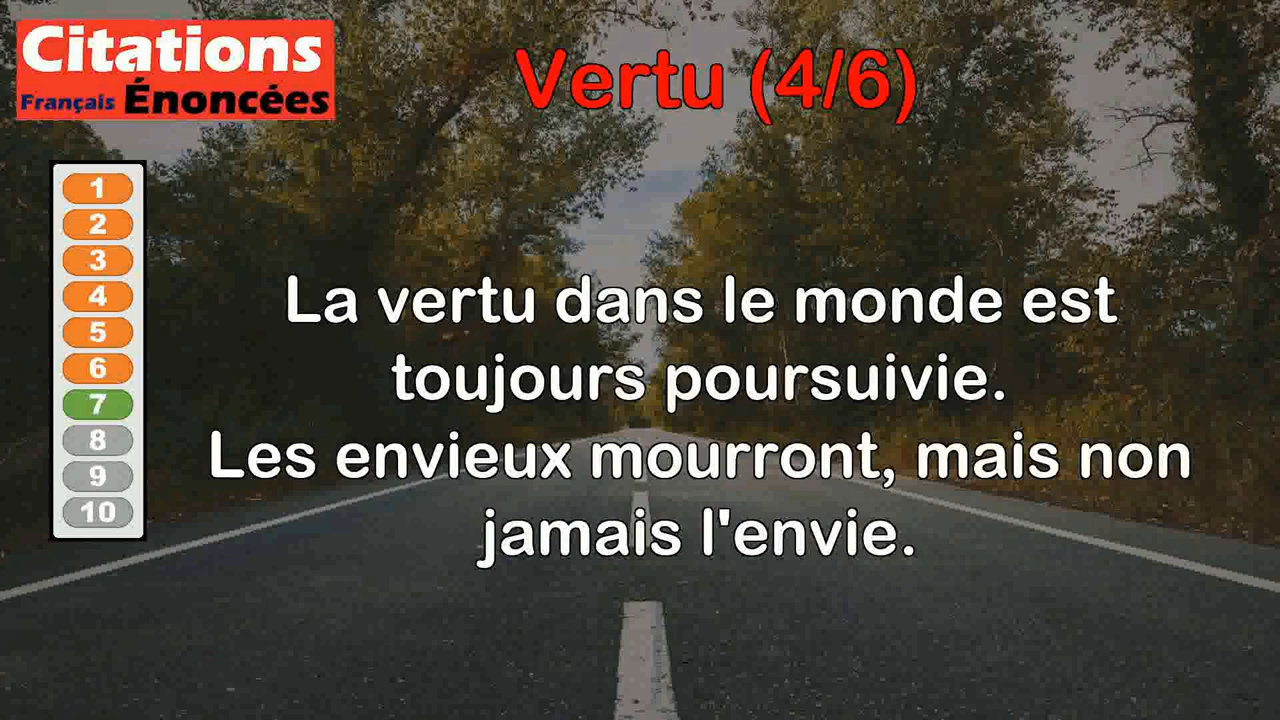 Citations
Français Énoncées
Vertu (4/6)
1
2
3
4
5
6
7
8
9
10
La vertu dans le monde est
toujours poursuivie.
Les envieux mourront, mais non
jamais l'envie.